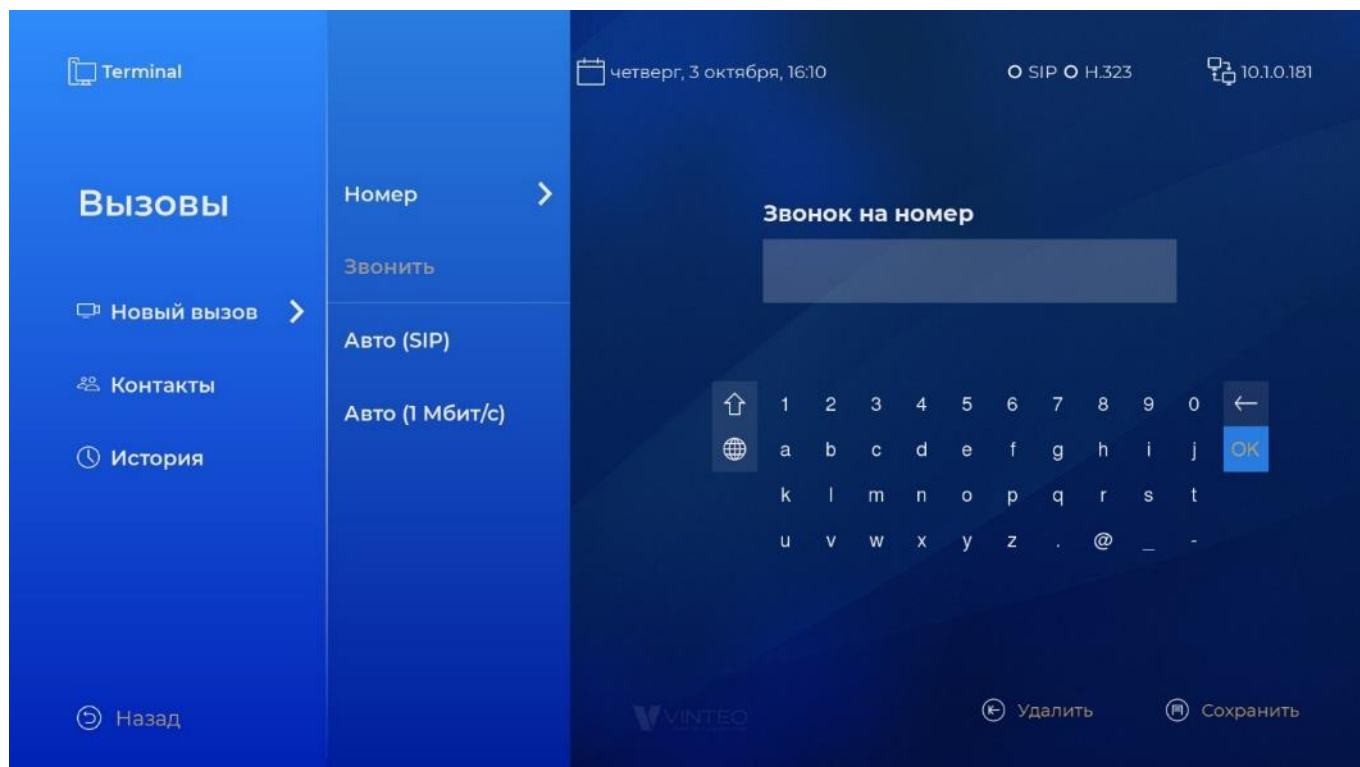 Terminal
четверг, 3 октября, 16:10
SIP
H.323
10.1.0.181
Вызовы
Новый вызов
Контакты
История
Назад
Номер
Звонить
Авто (SIP)
Авто (1 Мбит/с)
Звонок на номер
1 2 3 4 5 6 7 8 9 0
a b c d e f g h i j OK
k l m n o p q r s t
u v w x y z . @ _ -
VINTEO
Удалить
Сохранить